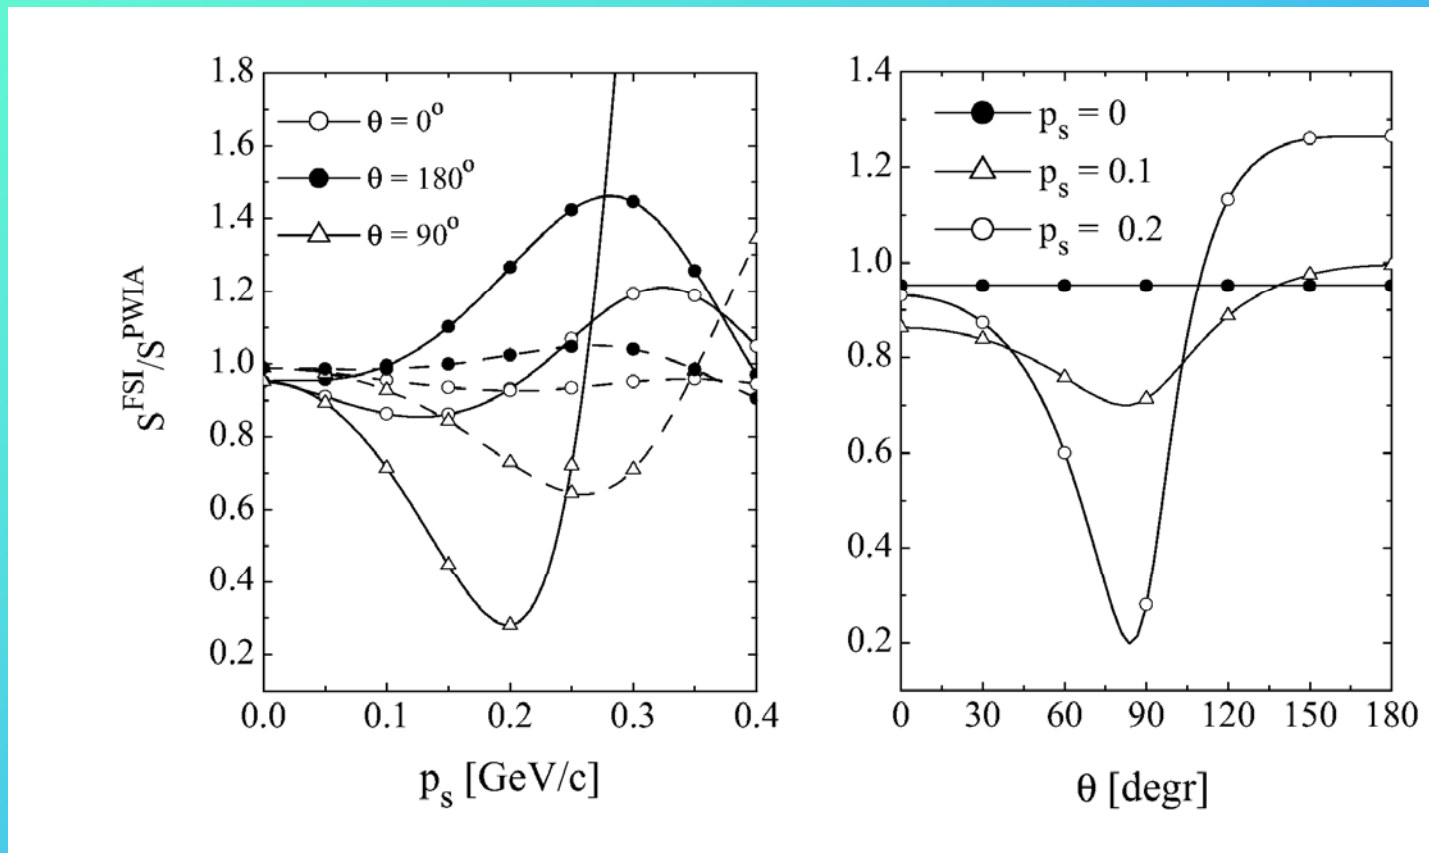 S^FSI/S^PWIA
1.8
1.6
1.4
1.2
1.0
0.8
0.6
0.4
0.2
θ = 0°
θ = 180°
θ = 90°
0.0 0.1 0.2 0.3 0.4
p_s [GeV/c]
1.4
1.2
1.0
0.8
0.6
0.4
0.2
p_s = 0
p_s = 0.1
p_s = 0.2
0 30 60 90 120 150 180
θ [degr]